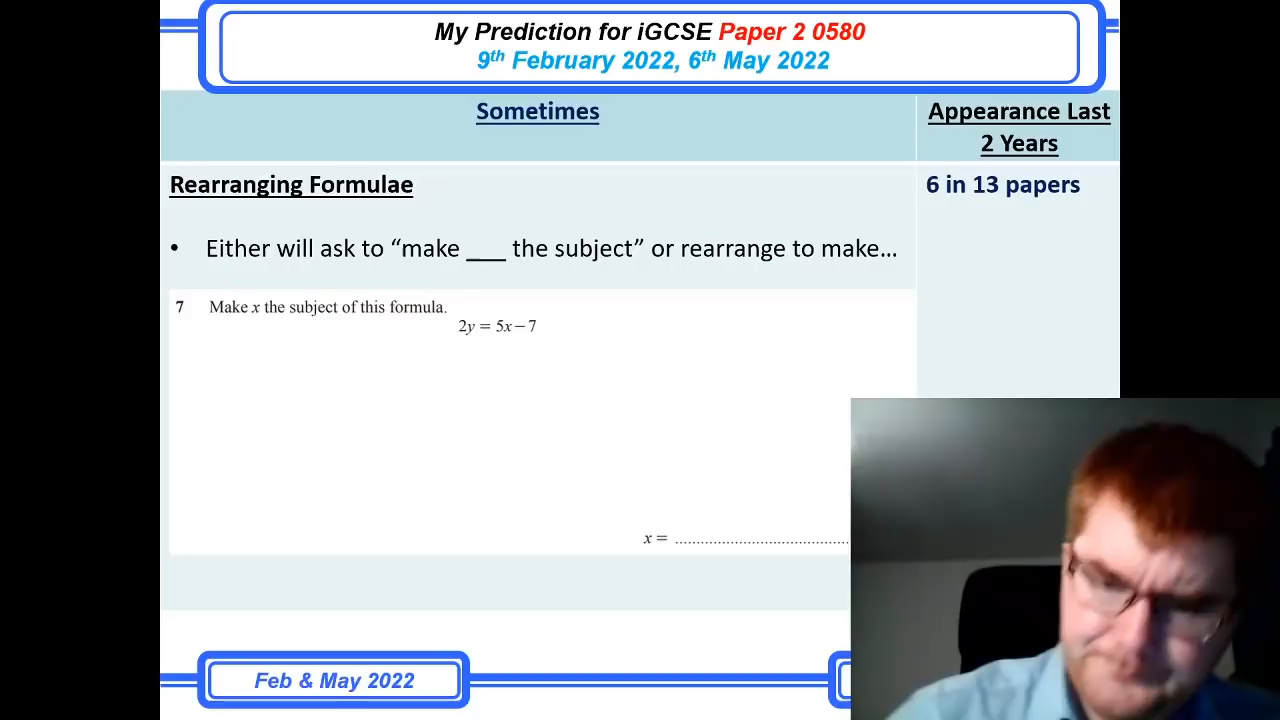 My Prediction for iGCSE Paper 2 0580
9th February 2022, 6th May 2022
Sometimes
Appearance Last
2 Years
Rearranging Formulae
6 in 13 papers
• Either will ask to “make ___ the subject” or rearrange to make…
7 Make x the subject of this formula.
2y = 5x − 7
x = ........................................
Feb & May 2022